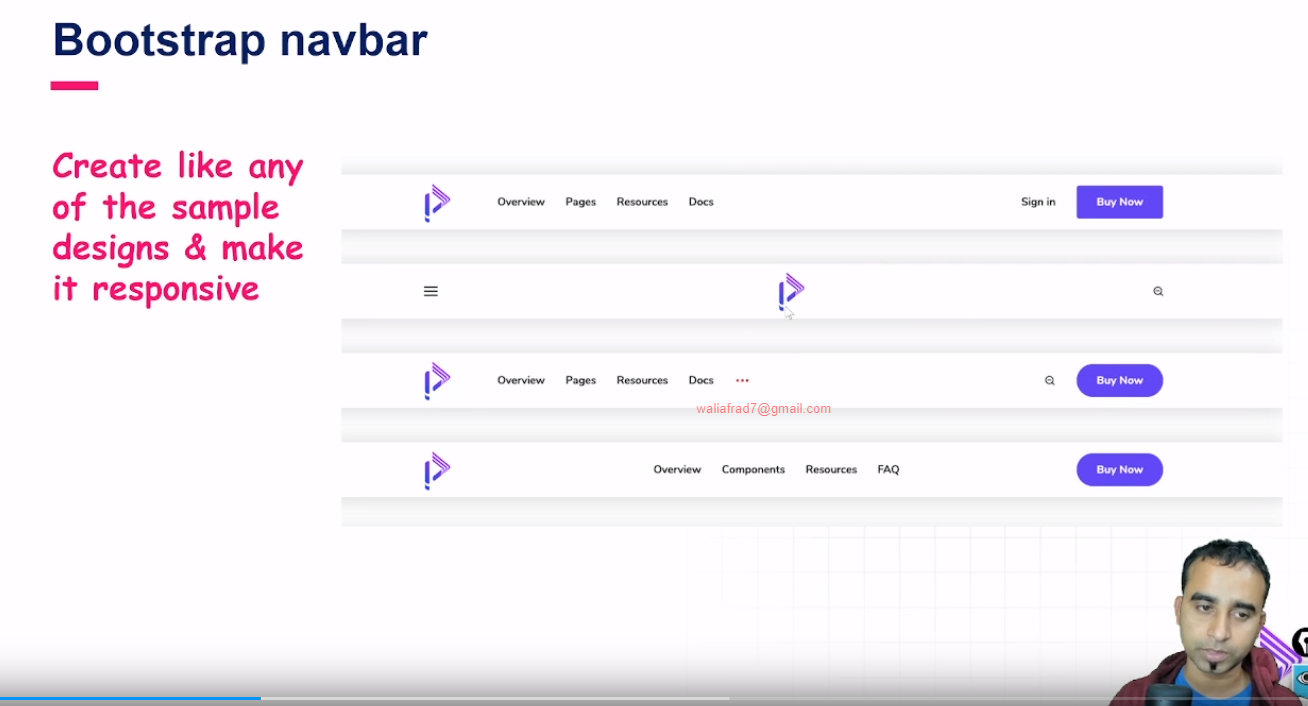 Bootstrap navbar
Create like any
of the sample
designs & make
it responsive
Overview Pages Resources Docs Sign in Buy Now
Overview Pages Resources Docs ••• Buy Now
waliafrad7@gmail.com
Overview Components Resources FAQ Buy Now